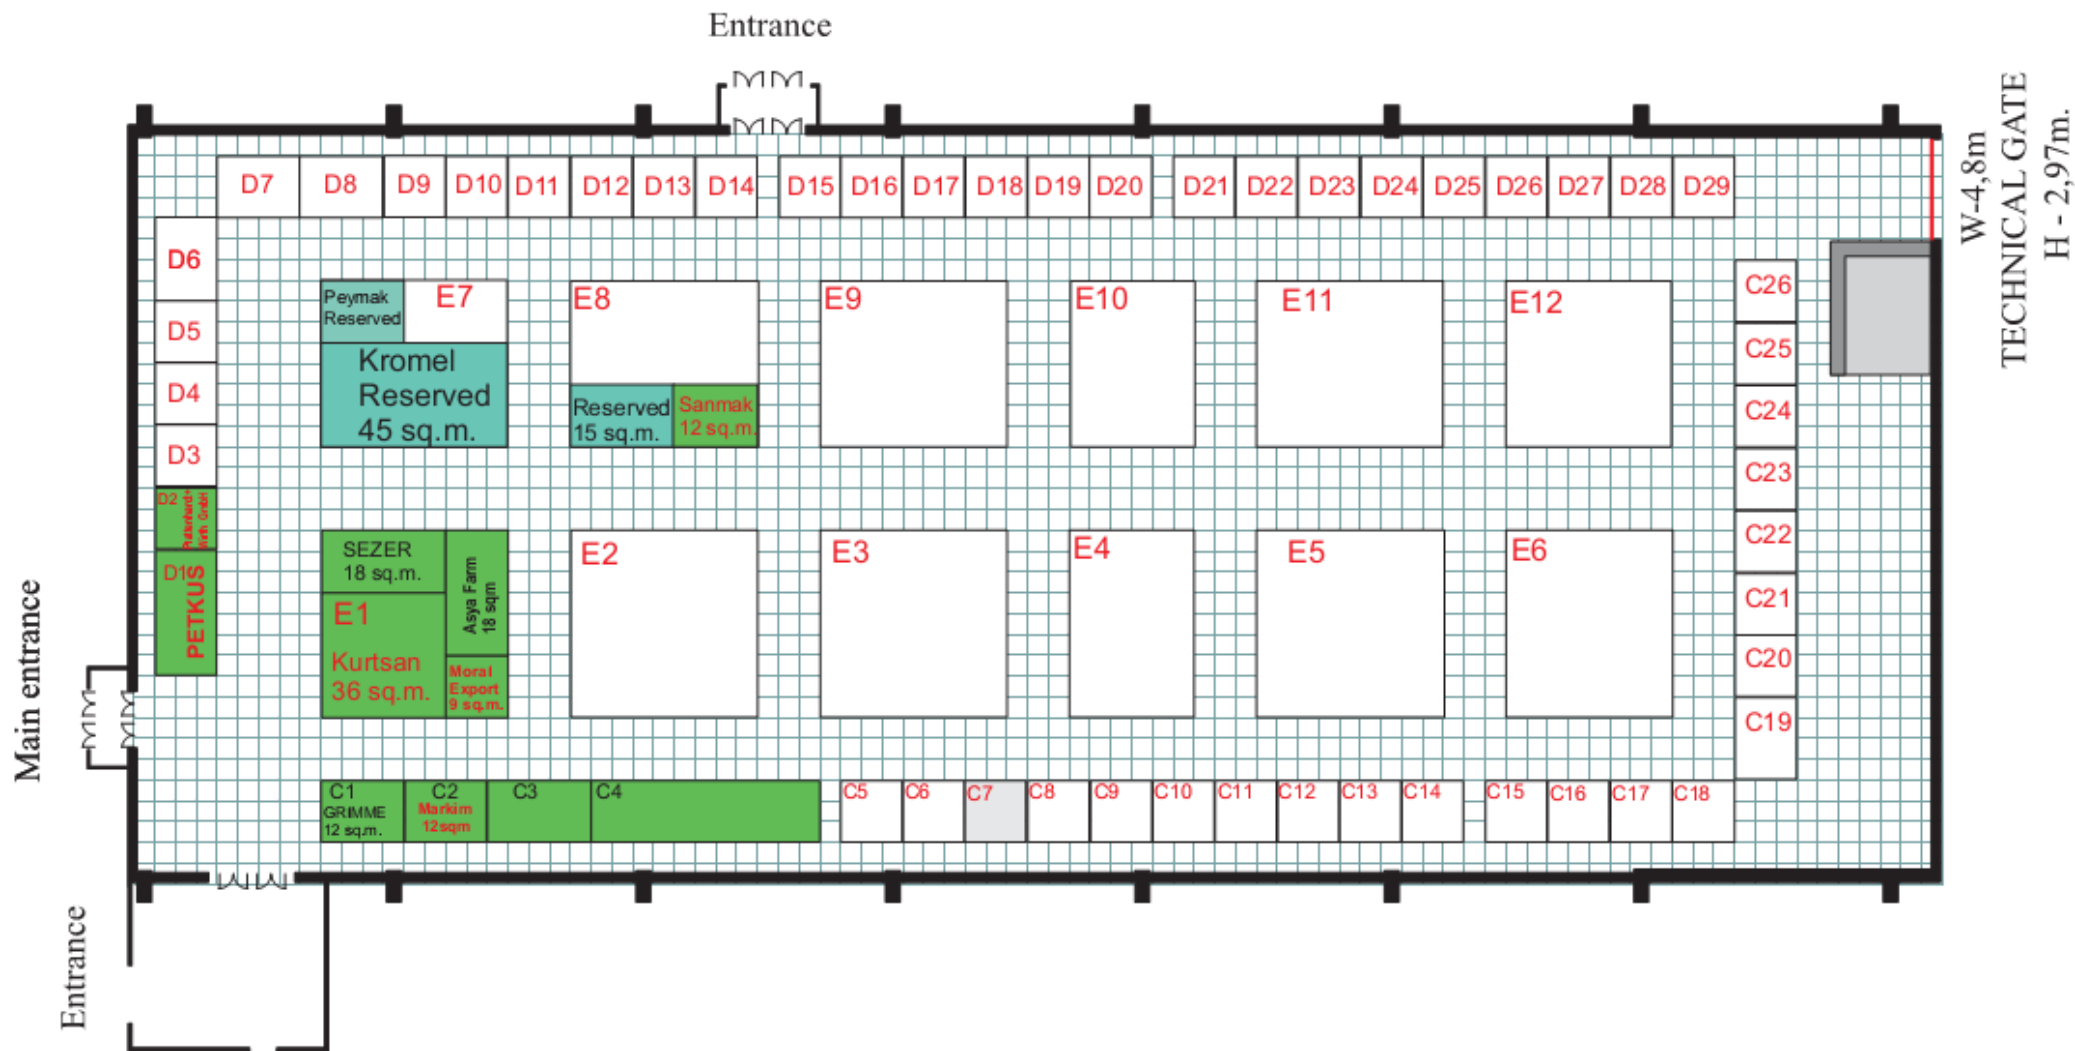 Entrance
W-4,8m
TECHNICAL GATE
H - 2,97m.
D7
D8
D9
D10
D11
D12
D13
D14
D15
D16
D17
D18
D19
D20
D21
D22
D23
D24
D25
D26
D27
D28
D29
D6
D5
D4
D3
D2
Wirth GmbH
D1
PETKUS
Peymak
Reserved
E7
Kromel
Reserved
45 sq.m.
E8
Reserved
15 sq.m.
Sanmak
12 sq.m.
E9
E10
E11
E12
C26
C25
C24
C23
C22
C21
C20
C19
SEZER
18 sq.m.
E1
Kurtsan
36 sq.m.
Asya Farm
18 sqm
Moral
Export
9 sq.m.
E2
E3
E4
E5
E6
Main entrance
C1
GRIMME
12 sq.m.
C2
Markim
12sqm
C3
C4
C5
C6
C7
C8
C9
C10
C11
C12
C13
C14
C15
C16
C17
C18
Entrance